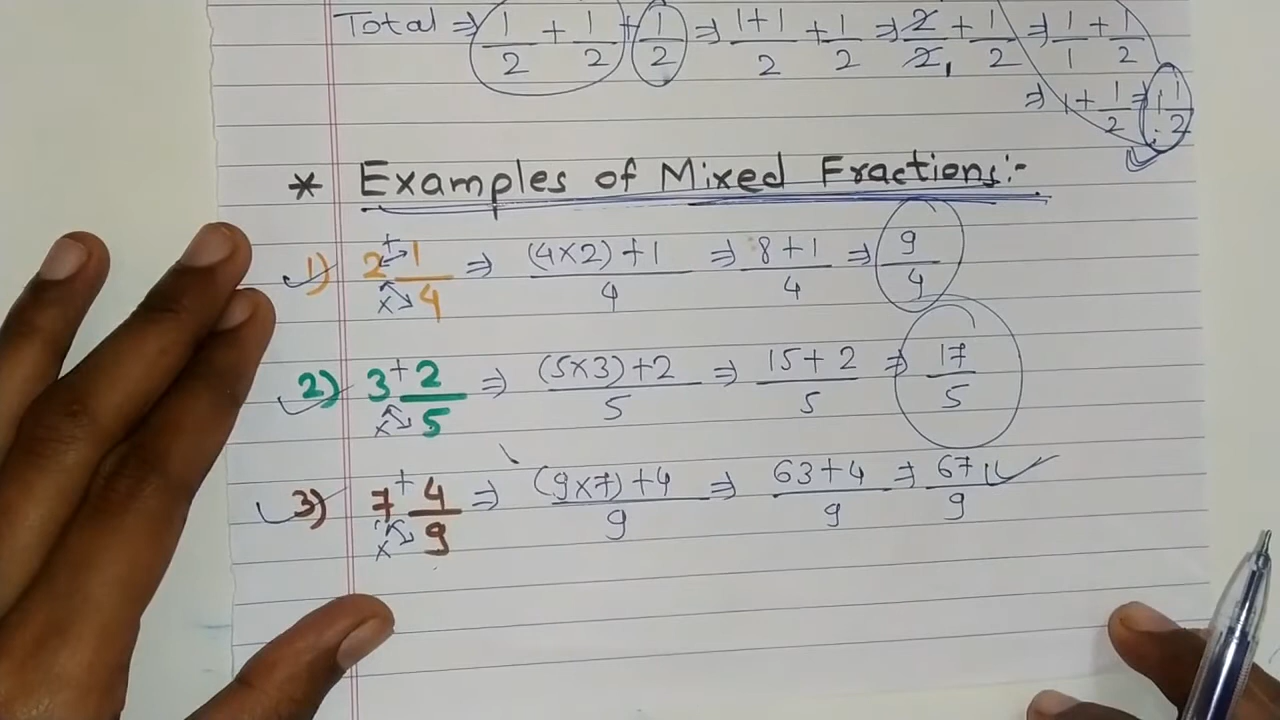 Total ⇒ 1/2 + 1/2 + 1/2 ⇒ 1+1/2 + 1/2 ⇒ 2/2 1 + 1/2 ⇒ 1/1 + 1/2
⇒ 1 + 1/2 ⇒ 1 1/2
* Examples of Mixed Fractions:-
1) 2 + 1/4 × ⇒ (4×2)+1/4 ⇒ 8+1/4 ⇒ 9/4
2) 3 + 2/5 × ⇒ (5×3)+2/5 ⇒ 15+2/5 ⇒ 17/5
3) 7 + 4/9 × ⇒ (9×7)+4/9 ⇒ 63+4/9 ⇒ 67/9